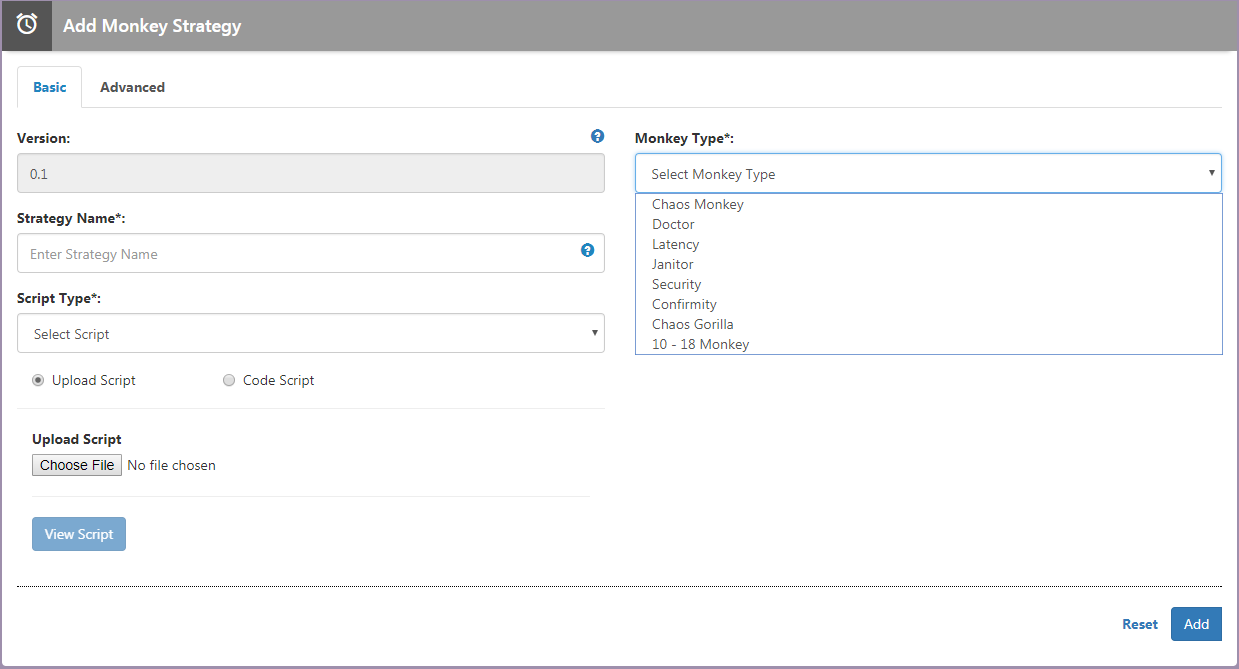 Add Monkey Strategy
Basic
Advanced
Version:
?
0.1
Strategy Name*:
Enter Strategy Name
?
Script Type*:
Select Script
Upload Script
Code Script
Upload Script
Choose File No file chosen
View Script
Monkey Type*:
Select Monkey Type
Chaos Monkey
Doctor
Latency
Janitor
Security
Confirmity
Chaos Gorilla
10 - 18 Monkey
Reset
Add